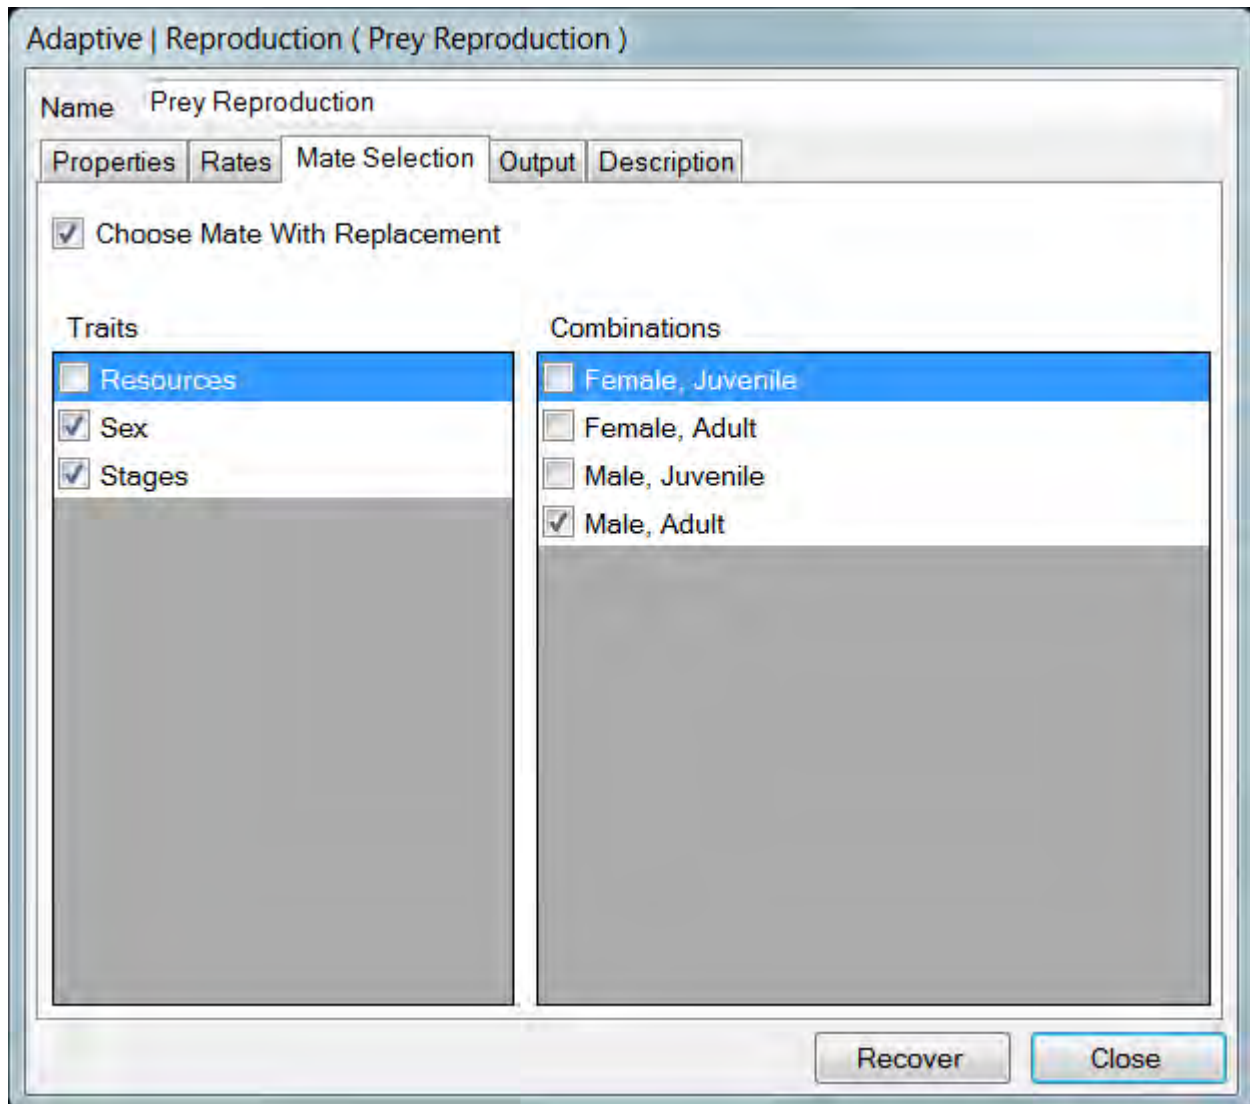 Adaptive | Reproduction ( Prey Reproduction )
Name Prey Reproduction
Properties Rates Mate Selection Output Description
Choose Mate With Replacement
Traits Combinations
Resources Female, Juvenile
Sex Female, Adult
Stages Male, Juvenile
Male, Adult
Recover Close